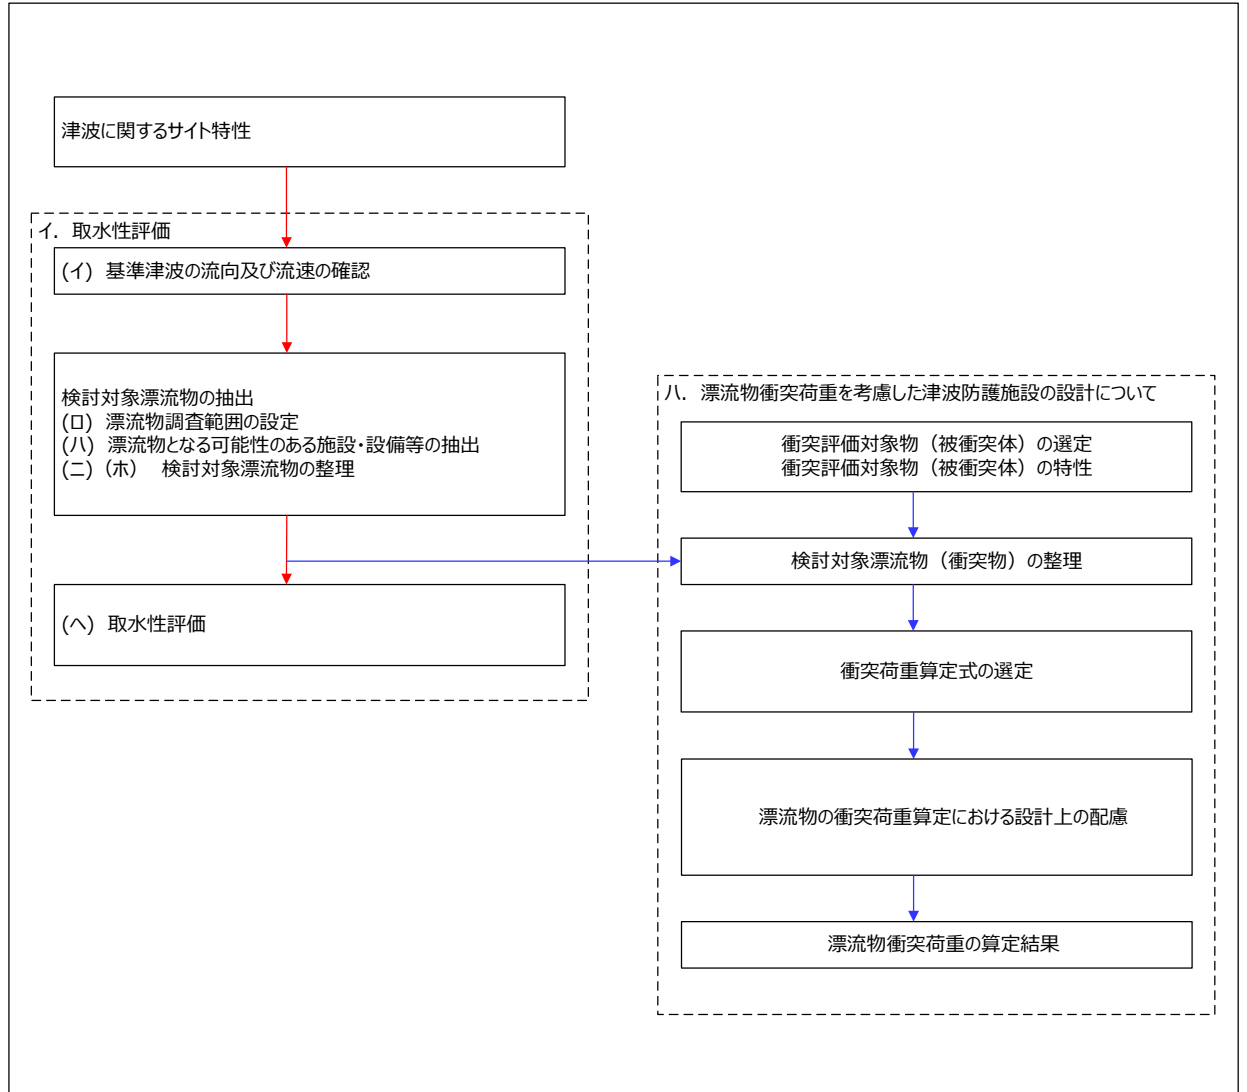 津波に関するサイト特性
イ. 取水性評価
(イ) 基準津波の流向及び流速の確認
検討対象漂流物の抽出
(ロ) 漂流物調査範囲の設定
(ハ) 漂流物となる可能性のある施設・設備等の抽出
(ニ) (ホ) 検討対象漂流物の整理
(ヘ) 取水性評価
ハ. 漂流物衝突荷重を考慮した津波防護施設の設計について
衝突評価対象物（被衝突体）の選定
衝突評価対象物（被衝突体）の特性
検討対象漂流物（衝突物）の整理
衝突荷重算定式の選定
漂流物の衝突荷重算定における設計上の配慮
漂流物衝突荷重の算定結果